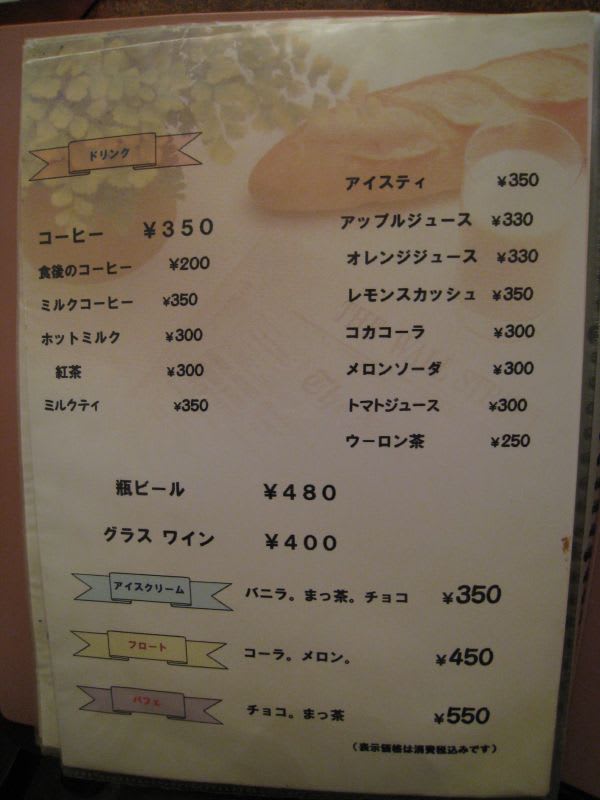 ドリンク
コーヒー ¥350
食後のコーヒー ¥200
ミルクコーヒー ¥350
ホットミルク ¥300
紅茶 ¥300
ミルクティ ¥350
アイスティ ¥350
アップルジュース ¥330
オレンジジュース ¥330
レモンスカッシュ ¥350
コカコーラ ¥300
メロンソーダ ¥300
トマトジュース ¥300
ウーロン茶 ¥250
瓶ビール ¥480
グラス ワイン ¥400
アイスクリーム バニラ。まっ茶。チョコ ¥350
フロート コーラ。メロン。 ¥450
パフェ チョコ。まっ茶 ¥550
（表示価格は消費税込みです）